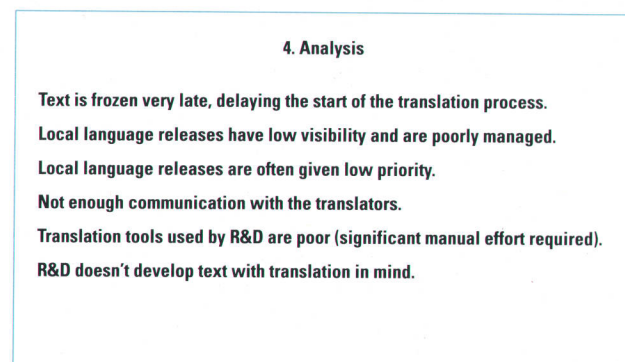 4. Analysis
Text is frozen very late, delaying the start of the translation process.
Local language releases have low visibility and are poorly managed.
Local language releases are often given low priority.
Not enough communication with the translators.
Translation tools used by R&D are poor (significant manual effort required).
R&D doesn't develop text with translation in mind.